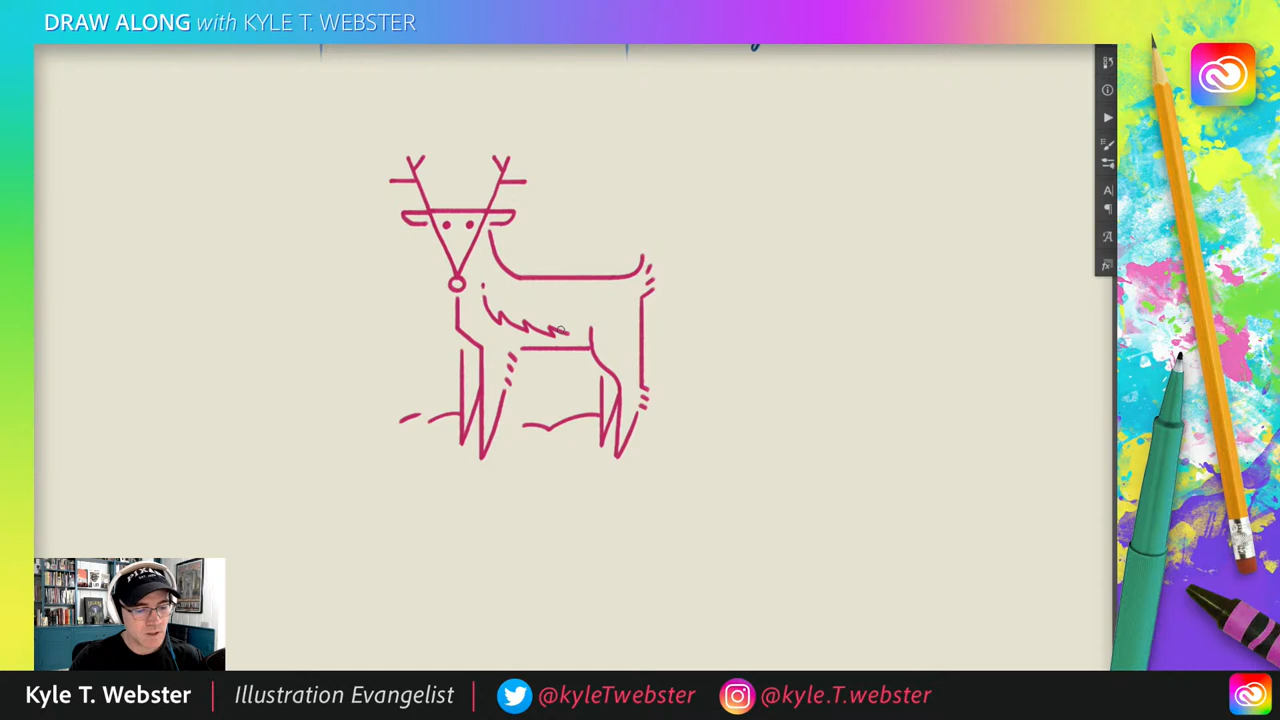 DRAW ALONG with KYLE T. WEBSTER
Kyle T. Webster | Illustration Evangelist @kyleTwebster @kyle.T.webster